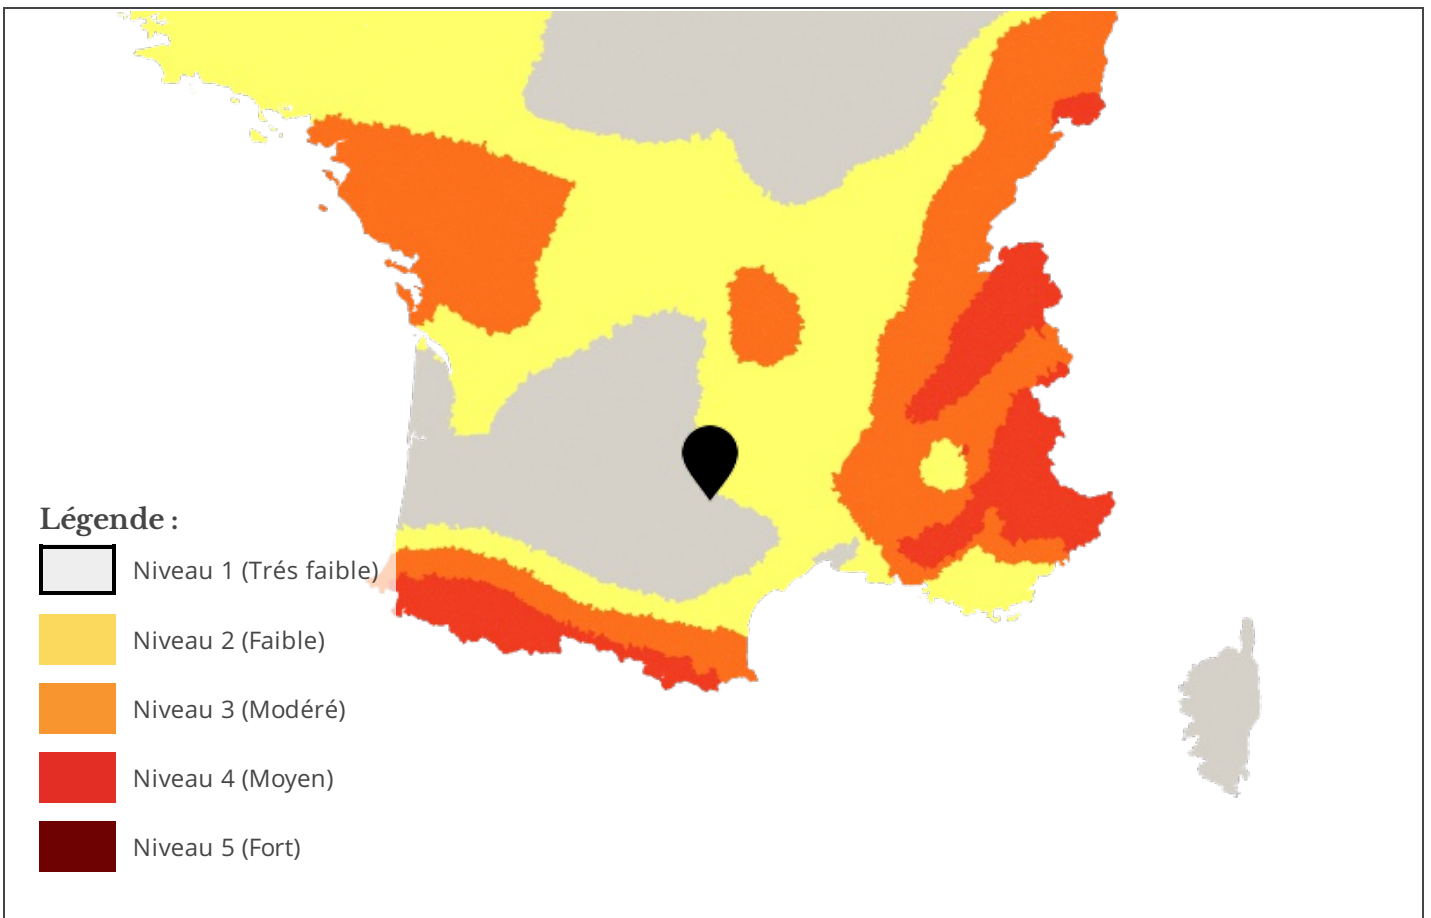 Légende :
Niveau 1 (Trés faible)
Niveau 2 (Faible)
Niveau 3 (Modéré)
Niveau 4 (Moyen)
Niveau 5 (Fort)